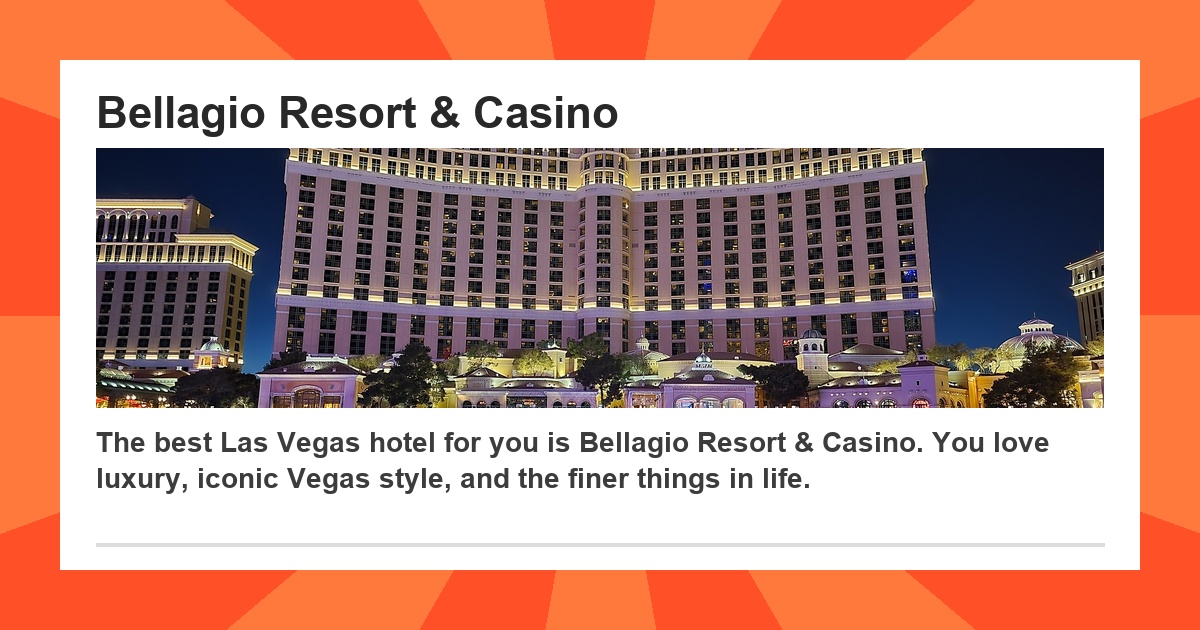 Bellagio Resort & Casino
The best Las Vegas hotel for you is Bellagio Resort & Casino. You love
luxury, iconic Vegas style, and the finer things in life.